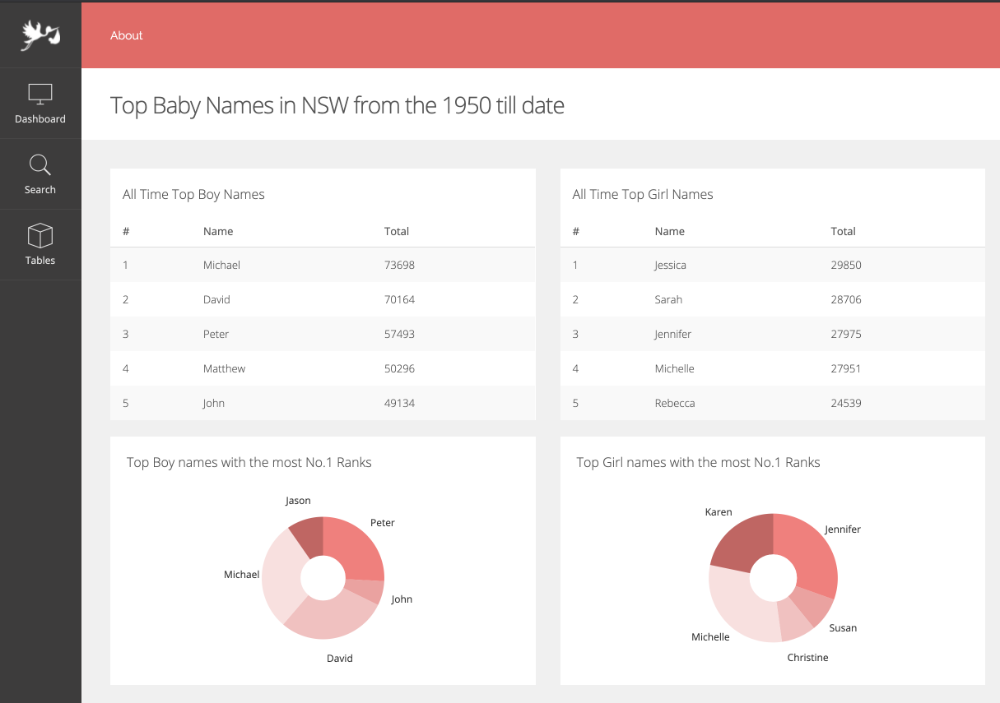 About
Dashboard
Search
Tables
Top Baby Names in NSW from the 1950 till date
All Time Top Boy Names
# Name Total
1 Michael 73698
2 David 70164
3 Peter 57493
4 Matthew 50296
5 John 49134
All Time Top Girl Names
# Name Total
1 Jessica 29850
2 Sarah 28706
3 Jennifer 27975
4 Michelle 27951
5 Rebecca 24539
Top Boy names with the most No.1 Ranks
Jason
Peter
Michael
John
David
Top Girl names with the most No.1 Ranks
Karen
Jennifer
Susan
Michelle
Christine